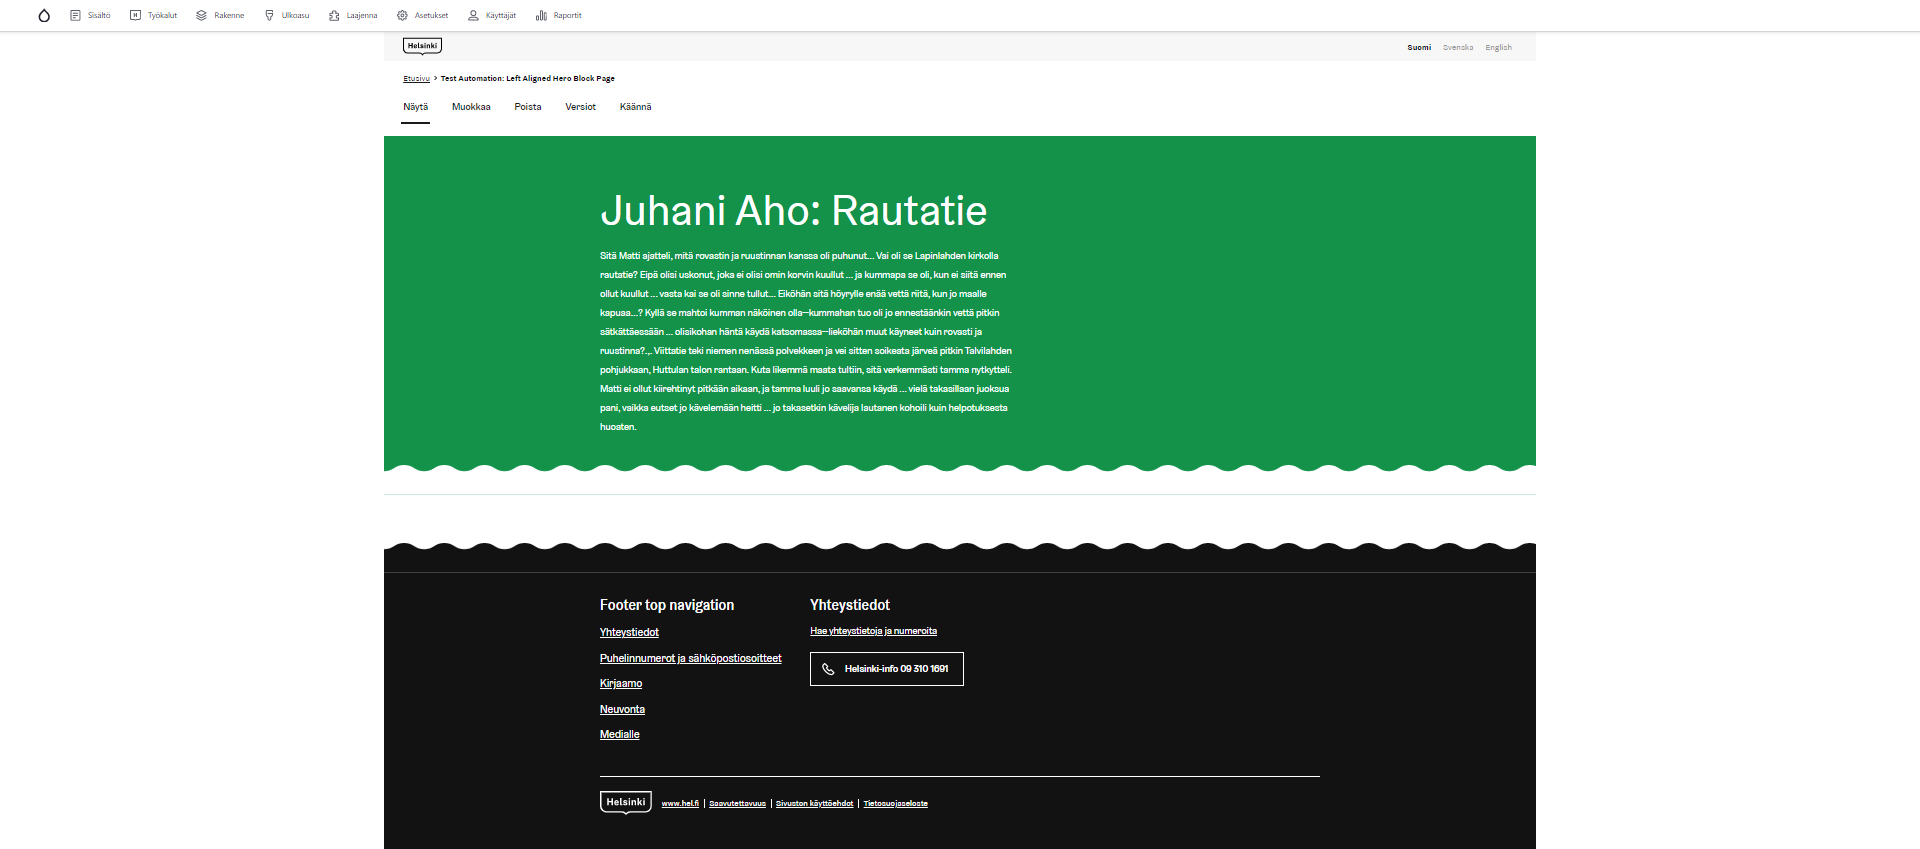 Sisältö Työkalut Rakenne Ulkoasu Laajenna Asetukset Käyttäjät Raportit
Helsinki
Suomi Svenska English
Etusivu > Test Automation: Left Aligned Hero Block Page
Näytä Muokkaa Poista Versiot Käännä
Juhani Aho: Rautatie
Sitä Matti ajatteli, mitä rovastin ja ruustinnan kanssa oli puhunut... Vai oli se Lapinlahden kirkolla
rautatie? Eipä olisi uskonut, joka ei olisi omin korvin kuullut ... ja kummapa se oli, kun ei siitä ennen
ollut kuullut ... vasta kai se oli sinne tullut... Eiköhän sitä höyrylle enää vettä riitä, kun jo maalle
kapuaa...? Kyllä se mahtoi kumman näköinen olla—kummahan tuo oli jo ennestäänkin vettä pitkin
sätkättäessään ... olisikohan häntä käydä katsomassa—lieköhän muut käyneet kuin rovasti ja
ruustinna?.,. Viittatie teki niemen nenässä polvekkeen ja vei sitten soikeata järveä pitkin Talvilahden
pohjukkaan, Huttulan talon rantaan. Kuta likemmä maata tultiin, sitä verkemmästi tamma nytkytteli.
Matti ei ollut kiirehtinyt pitkään aikaan, ja tamma luuli jo saavansa käydä ... vielä takasillaan juoksua
pani, vaikka eutset jo kävelemään heitti ... jo takasetkin kävelijä lautanen kohoili kuin helpotuksesta
huoaten.
Footer top navigation
Yhteystiedot
Puhelinnumerot ja sähköpostiosoitteet
Kirjaamo
Neuvonta
Medialle
Yhteystiedot
Hae yhteystietoja ja numeroita
Helsinki-info 09 310 1691
Helsinki www.hel.fi | Saavutettavuus | Sivuston käyttöehdot | Tietosuojaseloste